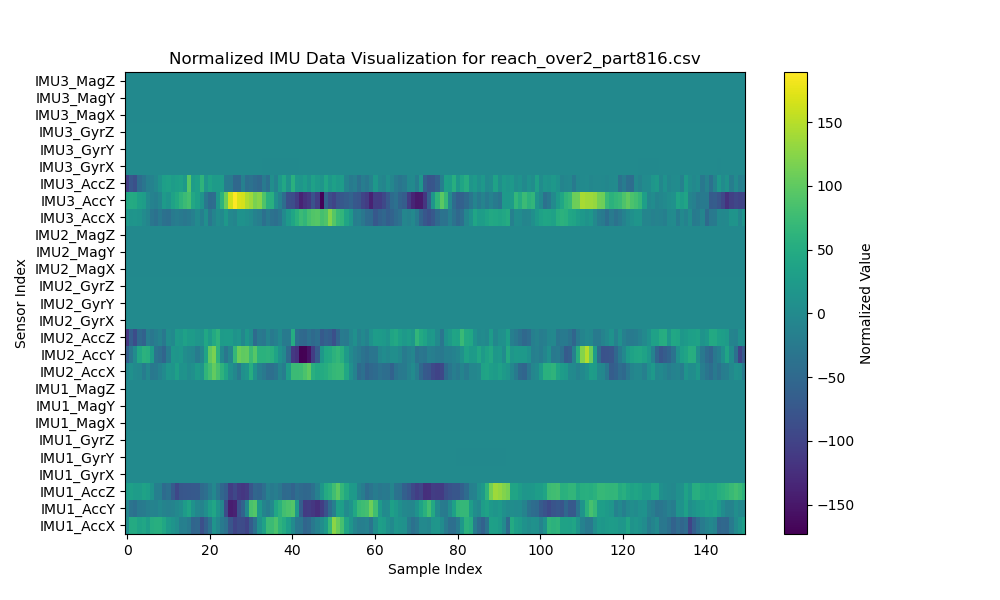 Normalized IMU Data Visualization for reach_over2_part816.csv
IMU3_MagZ
IMU3_MagY
IMU3_MagX
IMU3_GyrZ
IMU3_GyrY
IMU3_GyrX
IMU3_AccZ
IMU3_AccY
IMU3_AccX
IMU2_MagZ
IMU2_MagY
IMU2_MagX
IMU2_GyrZ
IMU2_GyrY
IMU2_GyrX
IMU2_AccZ
IMU2_AccY
IMU2_AccX
IMU1_MagZ
IMU1_MagY
IMU1_MagX
IMU1_GyrZ
IMU1_GyrY
IMU1_GyrX
IMU1_AccZ
IMU1_AccY
IMU1_AccX
Sensor Index
0 20 40 60 80 100 120 140
Sample Index
150
100
50
0
−50
−100
−150
Normalized Value